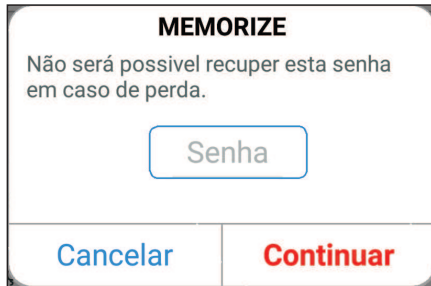 MEMORIZE
Não será possivel recuper esta senha
em caso de perda.
Senha
Cancelar
Continuar